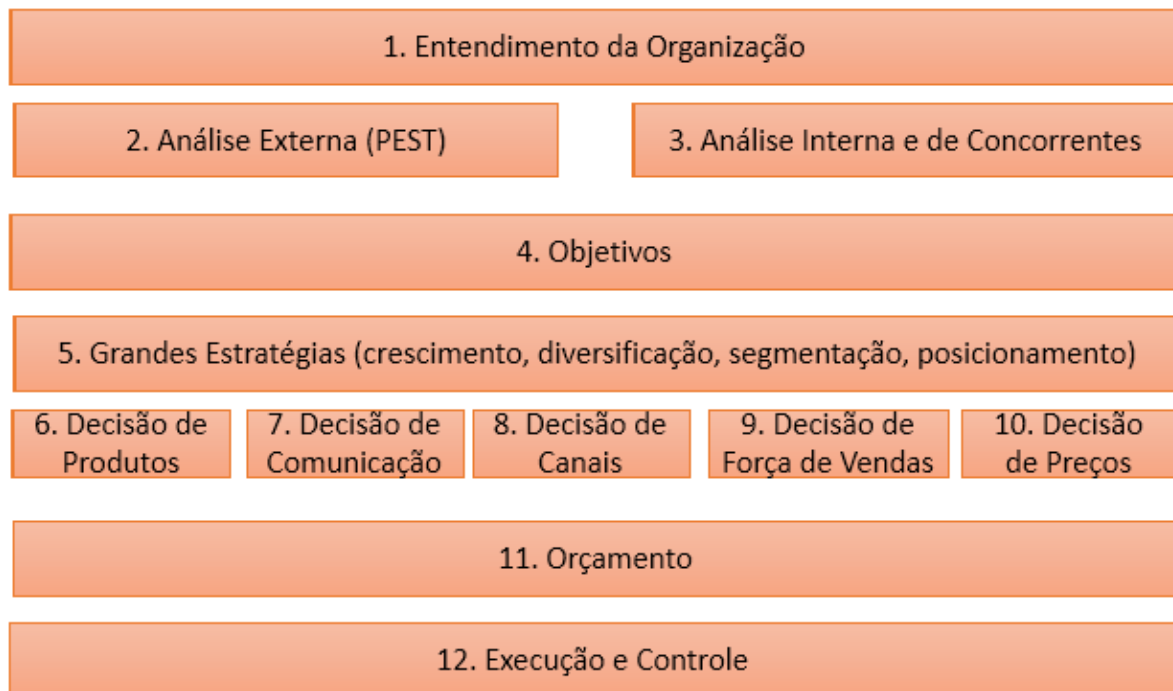 1. Entendimento da Organização
2. Análise Externa (PEST)
3. Análise Interna e de Concorrentes
4. Objetivos
5. Grandes Estratégias (crescimento, diversificação, segmentação, posicionamento)
6. Decisão de
Produtos
7. Decisão de
Comunicação
8. Decisão de
Canais
9. Decisão de
Força de Vendas
10. Decisão
de Preços
11. Orçamento
12. Execução e Controle